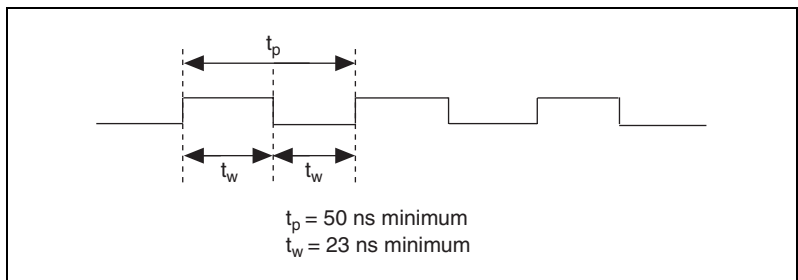 tp
tw tw
tp = 50 ns minimum
tw = 23 ns minimum